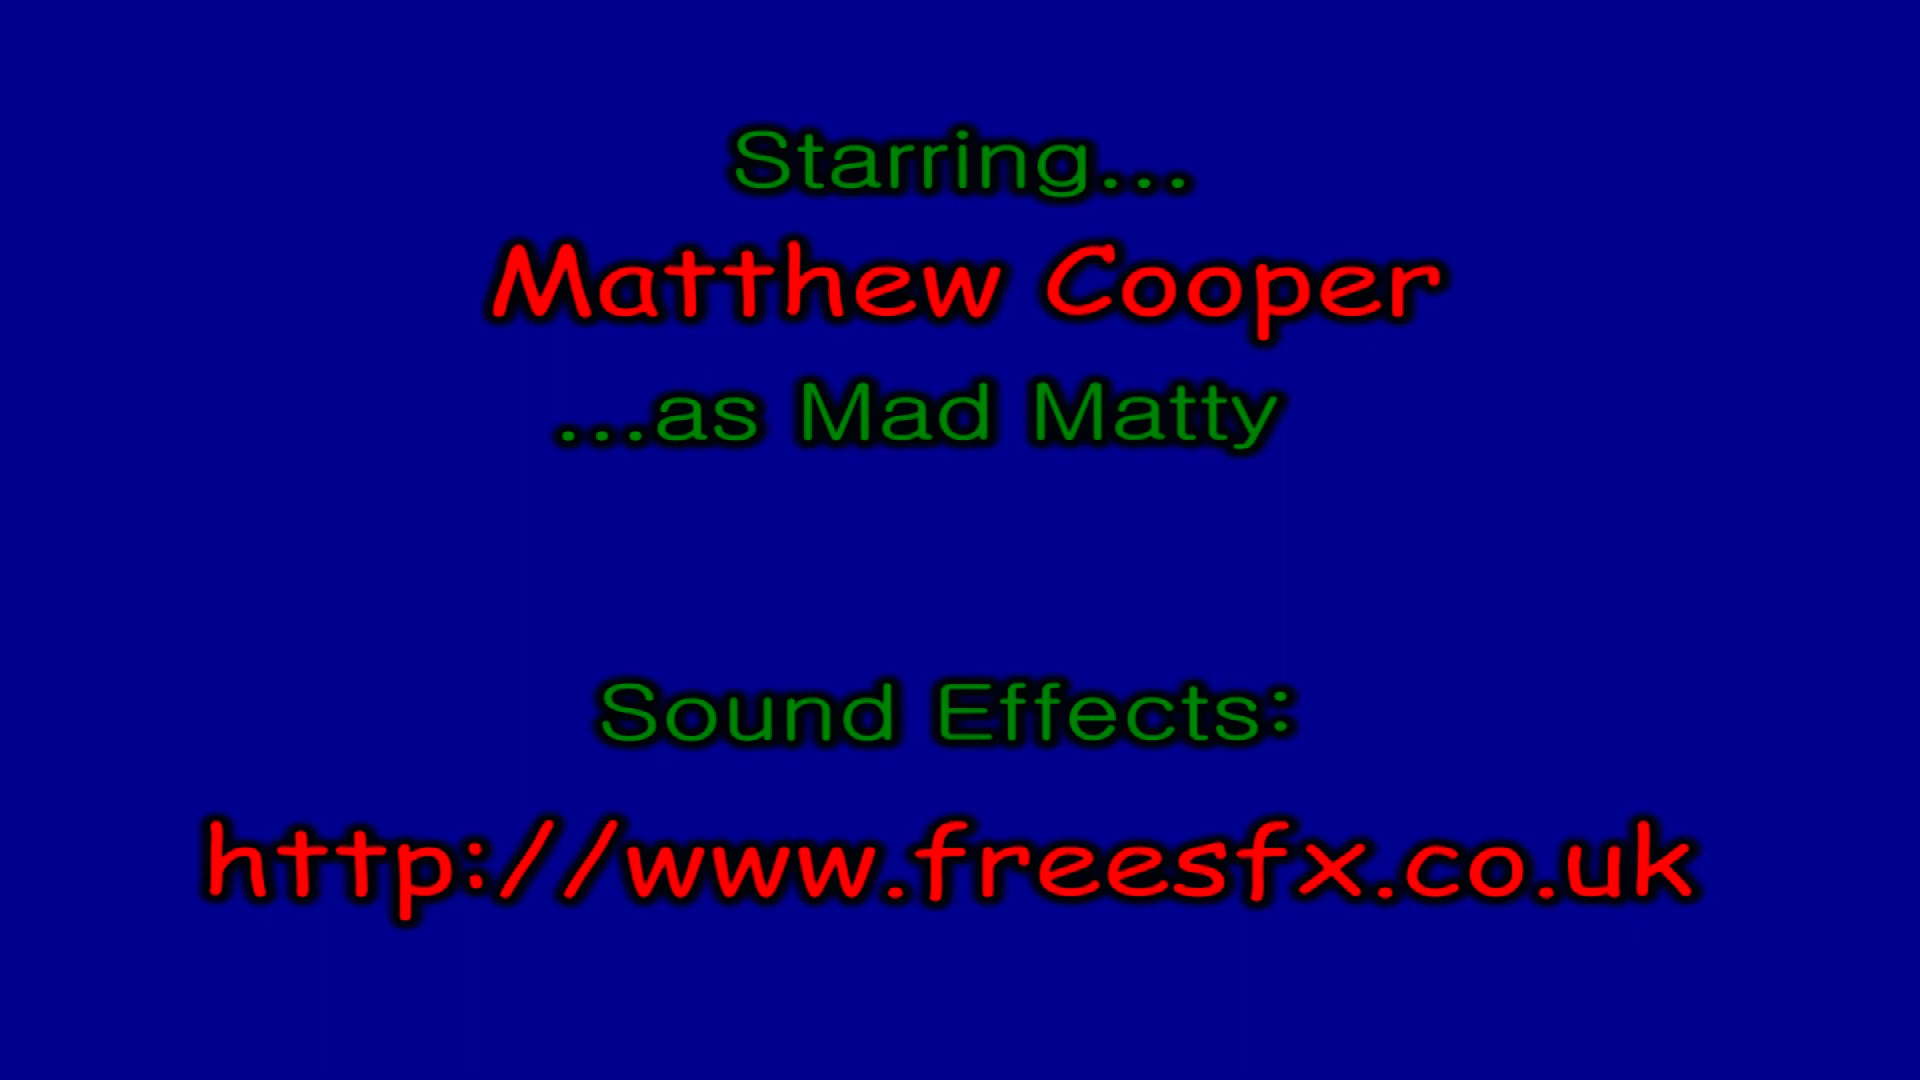 Starring...
Matthew Cooper
...as Mad Matty
Sound Effects:
http://www.freesfx.co.uk